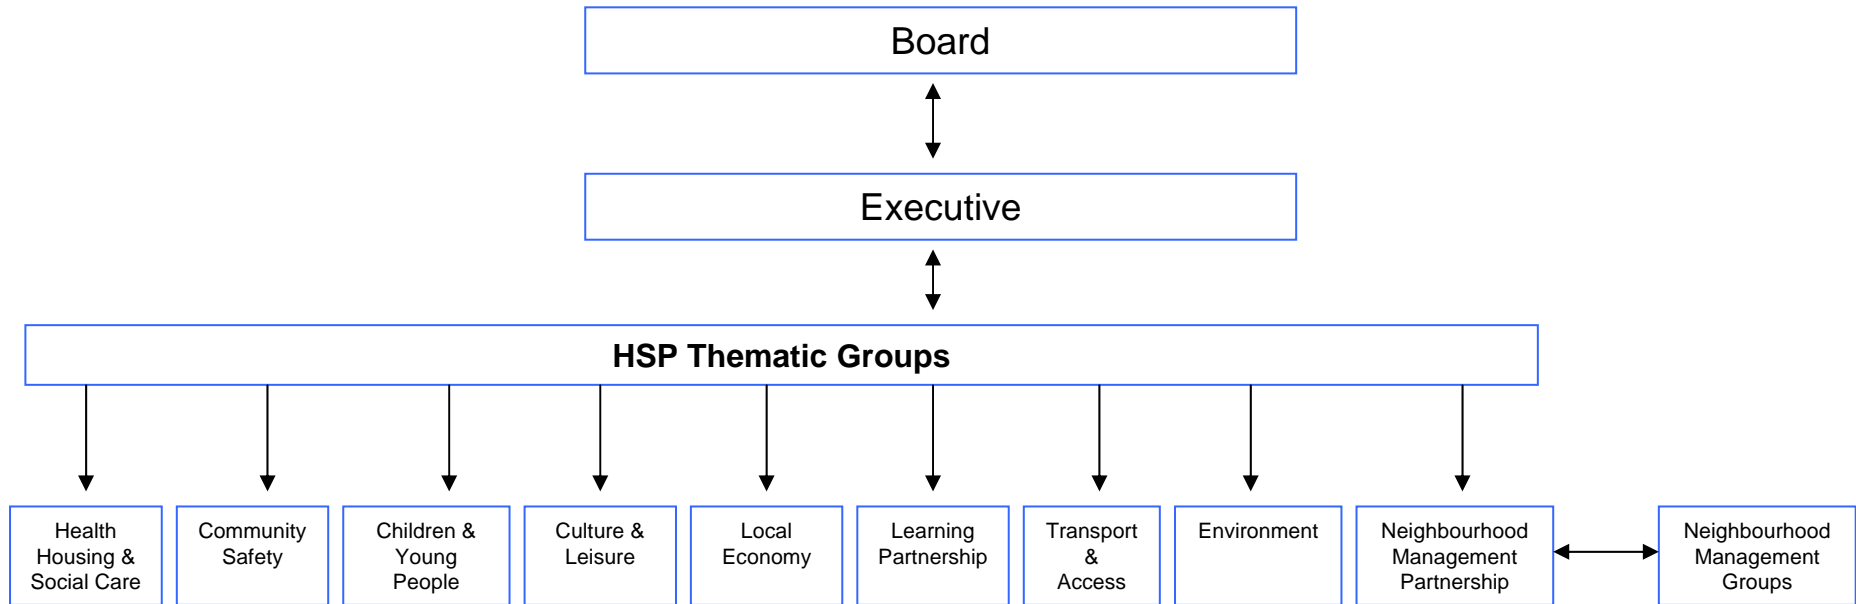 Board
Executive
HSP Thematic Groups
Health
Housing &
Social Care
Community
Safety
Children &
Young
People
Culture &
Leisure
Local
Economy
Learning
Partnership
Transport
&
Access
Environment
Neighbourhood
Management
Partnership
Neighbourhood
Management
Groups